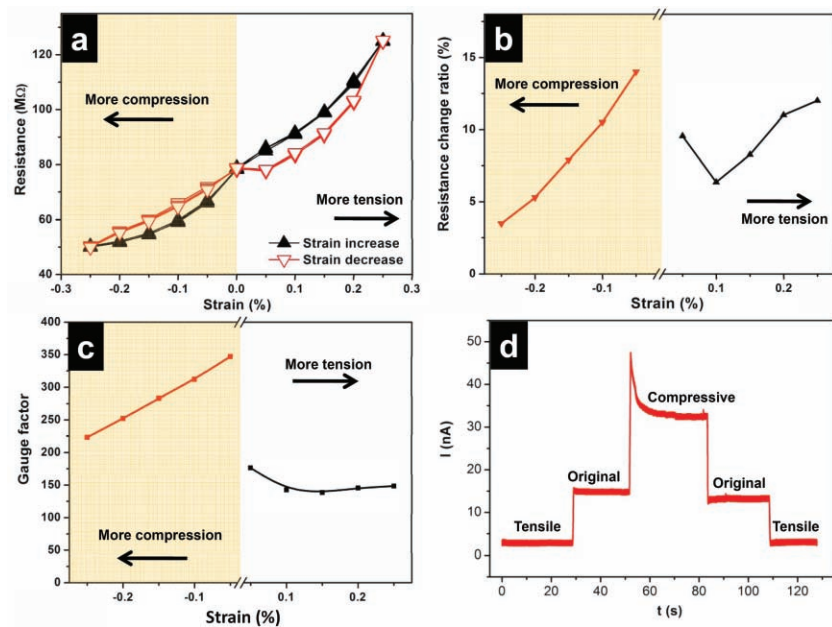 a
Resistance (MΩ)
120
100
80
60
40
More compression
More tension
Strain increase
Strain decrease
-0.3 -0.2 -0.1 0.0 0.1 0.2 0.3
Strain (%)
b
Resistance change ratio (%)
15
10
5
0
More compression
More tension
-0.2 -0.1 0.1 0.2
Strain (%)
c
Gauge factor
400
350
300
250
200
150
100
50
0
More tension
More compression
-0.2 -0.1 0.1 0.2
Strain (%)
d
I (nA)
50
40
30
20
10
0
Compressive
Original
Original
Tensile
Tensile
0 20 40 60 80 100 120
t (s)